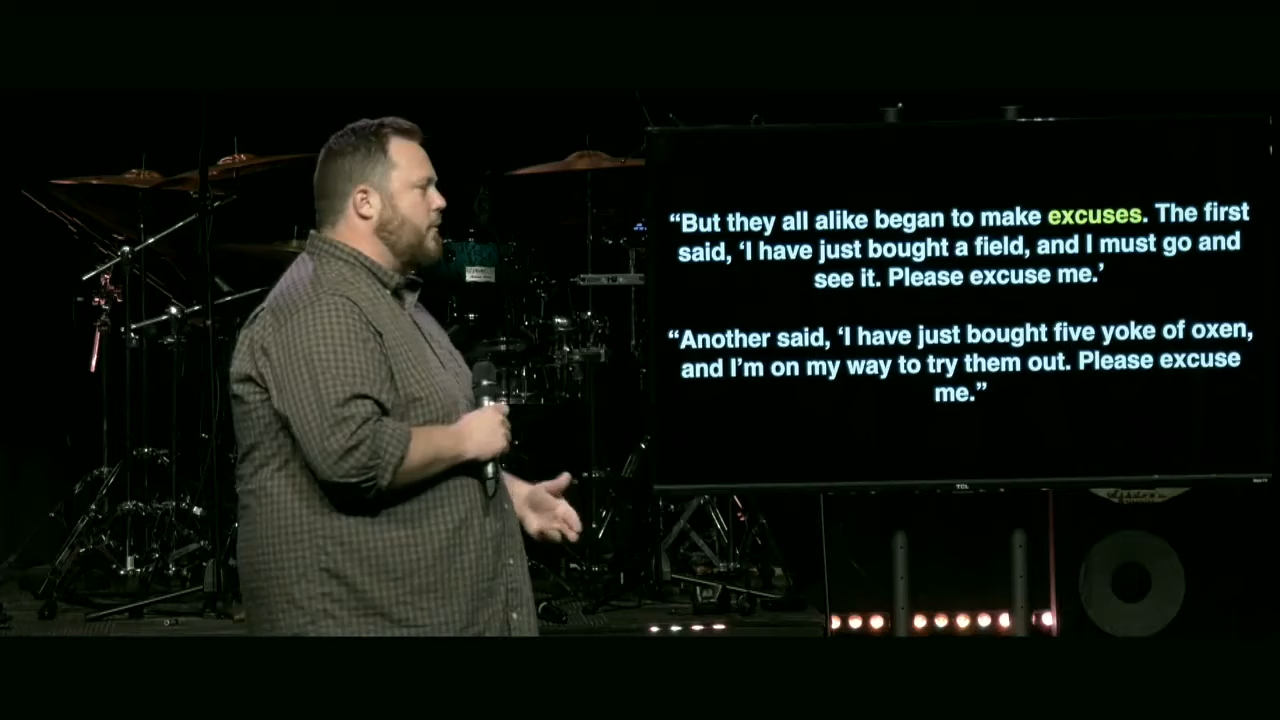 “But they all alike began to make excuses. The first
said, ‘I have just bought a field, and I must go and
see it. Please excuse me.’
“Another said, ‘I have just bought five yoke of oxen,
and I’m on my way to try them out. Please excuse
me.”
TCL